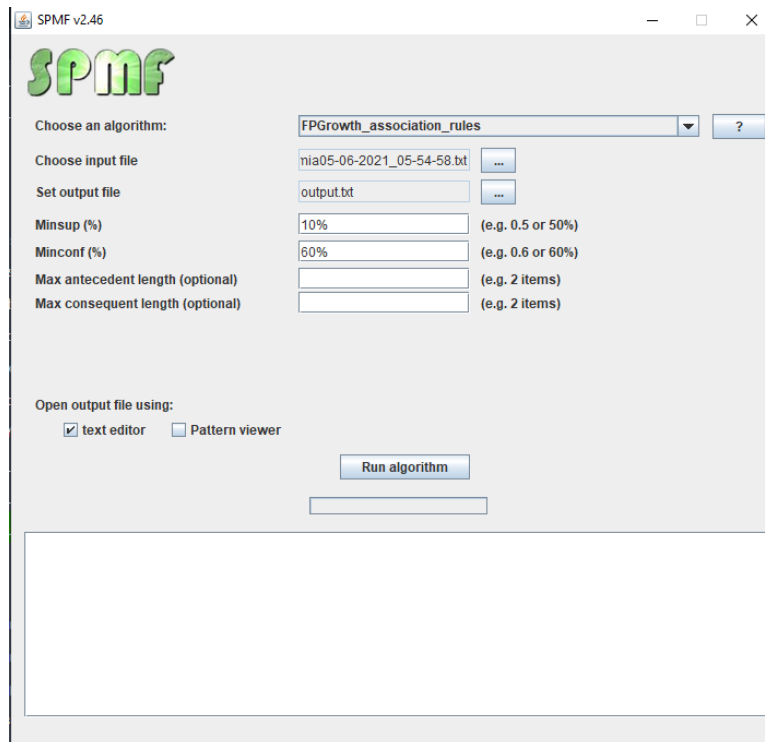 SPMF v2.46
SPMF
Choose an algorithm: FPGrowth_association_rules ?
Choose input file nia05-06-2021_05-54-58.txt ...
Set output file output.txt ...
Minsup (%) 10% (e.g. 0.5 or 50%)
Minconf (%) 60% (e.g. 0.6 or 60%)
Max antecedent length (optional) (e.g. 2 items)
Max consequent length (optional) (e.g. 2 items)
Open output file using:
text editor Pattern viewer
Run algorithm